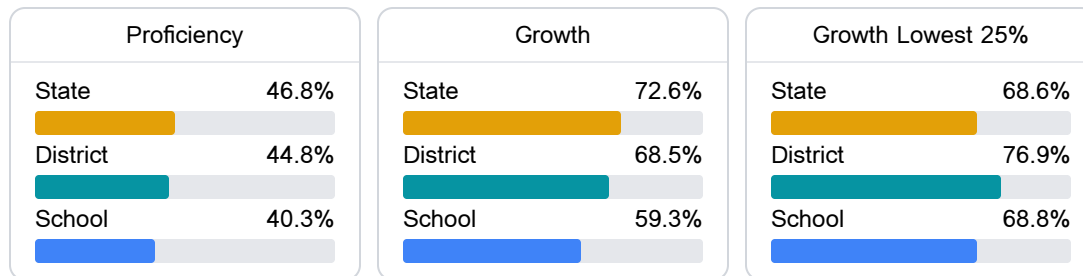 Proficiency
State 46.8%
District 44.8%
School 40.3%
Growth
State 72.6%
District 68.5%
School 59.3%
Growth Lowest 25%
State 68.6%
District 76.9%
School 68.8%